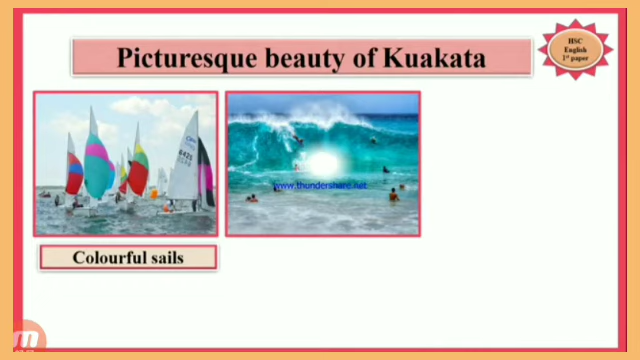 Picturesque beauty of Kuakata
HSC
English
1st paper
www.thundershare.net
Colourful sails